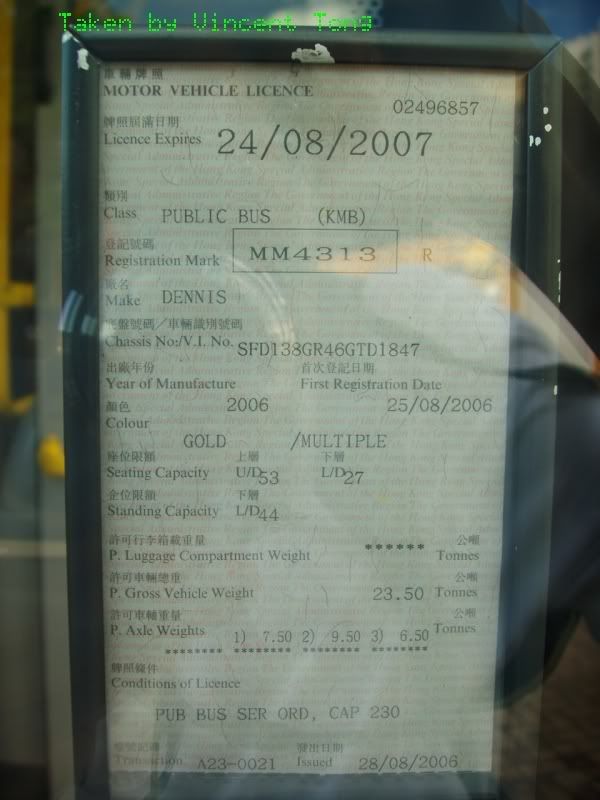 Taken by Vincent Tong
車輛牌照
MOTOR VEHICLE LICENCE
02496857
牌照屆滿日期
Licence Expires 24/08/2007
類別
Class PUBLIC BUS (KMB)
登記號碼
Registration Mark MM4313 R
廠名
Make DENNIS
底盤號碼／車輛識別號碼
Chassis No:/V.I. No. SFD138GR46GTD1847
出廠年份 首次登記日期
Year of Manufacture First Registration Date
2006 25/08/2006
顏色
Colour
GOLD /MULTIPLE
座位限額 上層 下層
Seating Capacity U/D 53 L/D 27
企位限額 下層
Standing Capacity L/D 44
許可行李箱載重量 公噸
P. Luggage Compartment Weight ****** Tonnes
許可車輛總重 公噸
P. Gross Vehicle Weight 23.50 Tonnes
許可車軸重量 公噸
P. Axle Weights 1) 7.50 2) 9.50 3) 6.50 Tonnes
******** ******** ******** ********
牌照條件
Conditions of Licence
PUB BUS SER ORD, CAP 230
發出日期
Transaction A23-0021 Issued 28/08/2006